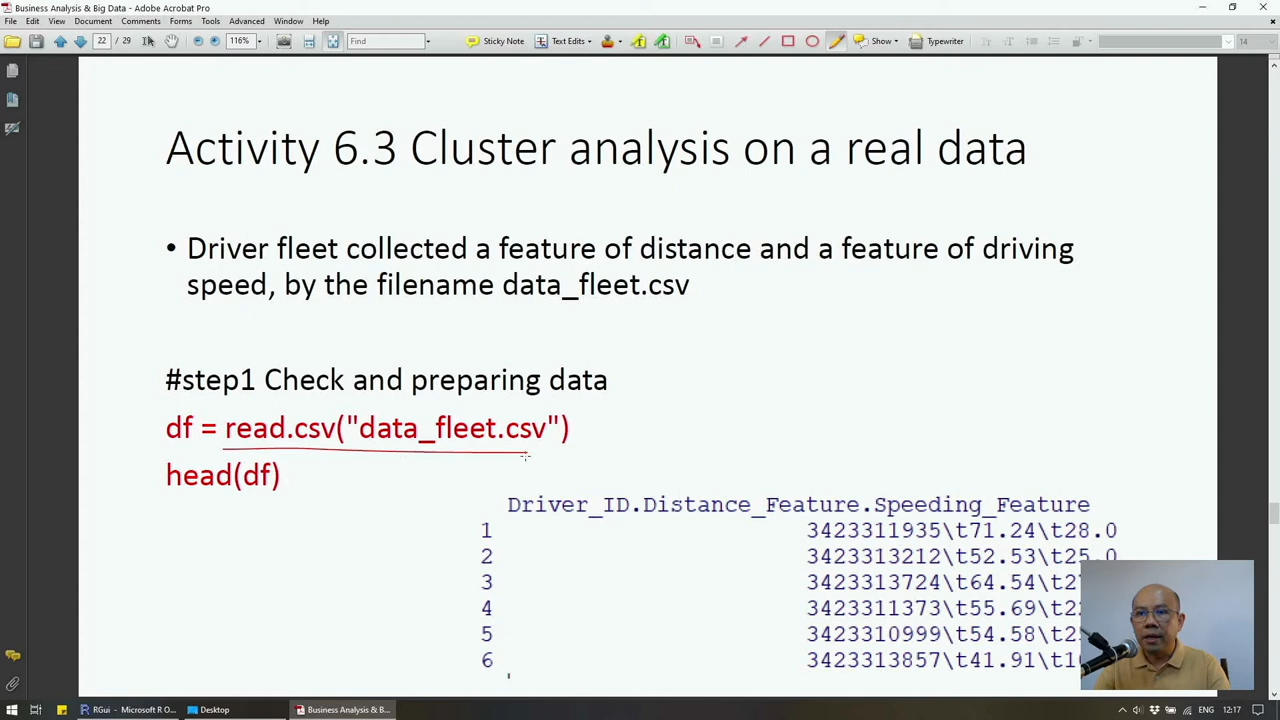 Business Analysis & Big Data - Adobe Acrobat Pro
File Edit View Document Comments Forms Tools Advanced Window Help
22 / 29 116% Find Sticky Note Text Edits Show Typewriter 14
Activity 6.3 Cluster analysis on a real data
• Driver fleet collected a feature of distance and a feature of driving
speed, by the filename data_fleet.csv
#step1 Check and preparing data
df = read.csv("data_fleet.csv")
head(df)
Driver_ID.Distance_Feature.Speeding_Feature
1 3423311935\t71.24\t28.0
2 3423313212\t52.53\t25.0
3 3423313724\t64.54\t2
4 3423311373\t55.69\t2
5 3423310999\t54.58\t2
6 3423313857\t41.91\t1
RGui - Microsoft R O... Desktop Business Analysis & B... ENG 12:17